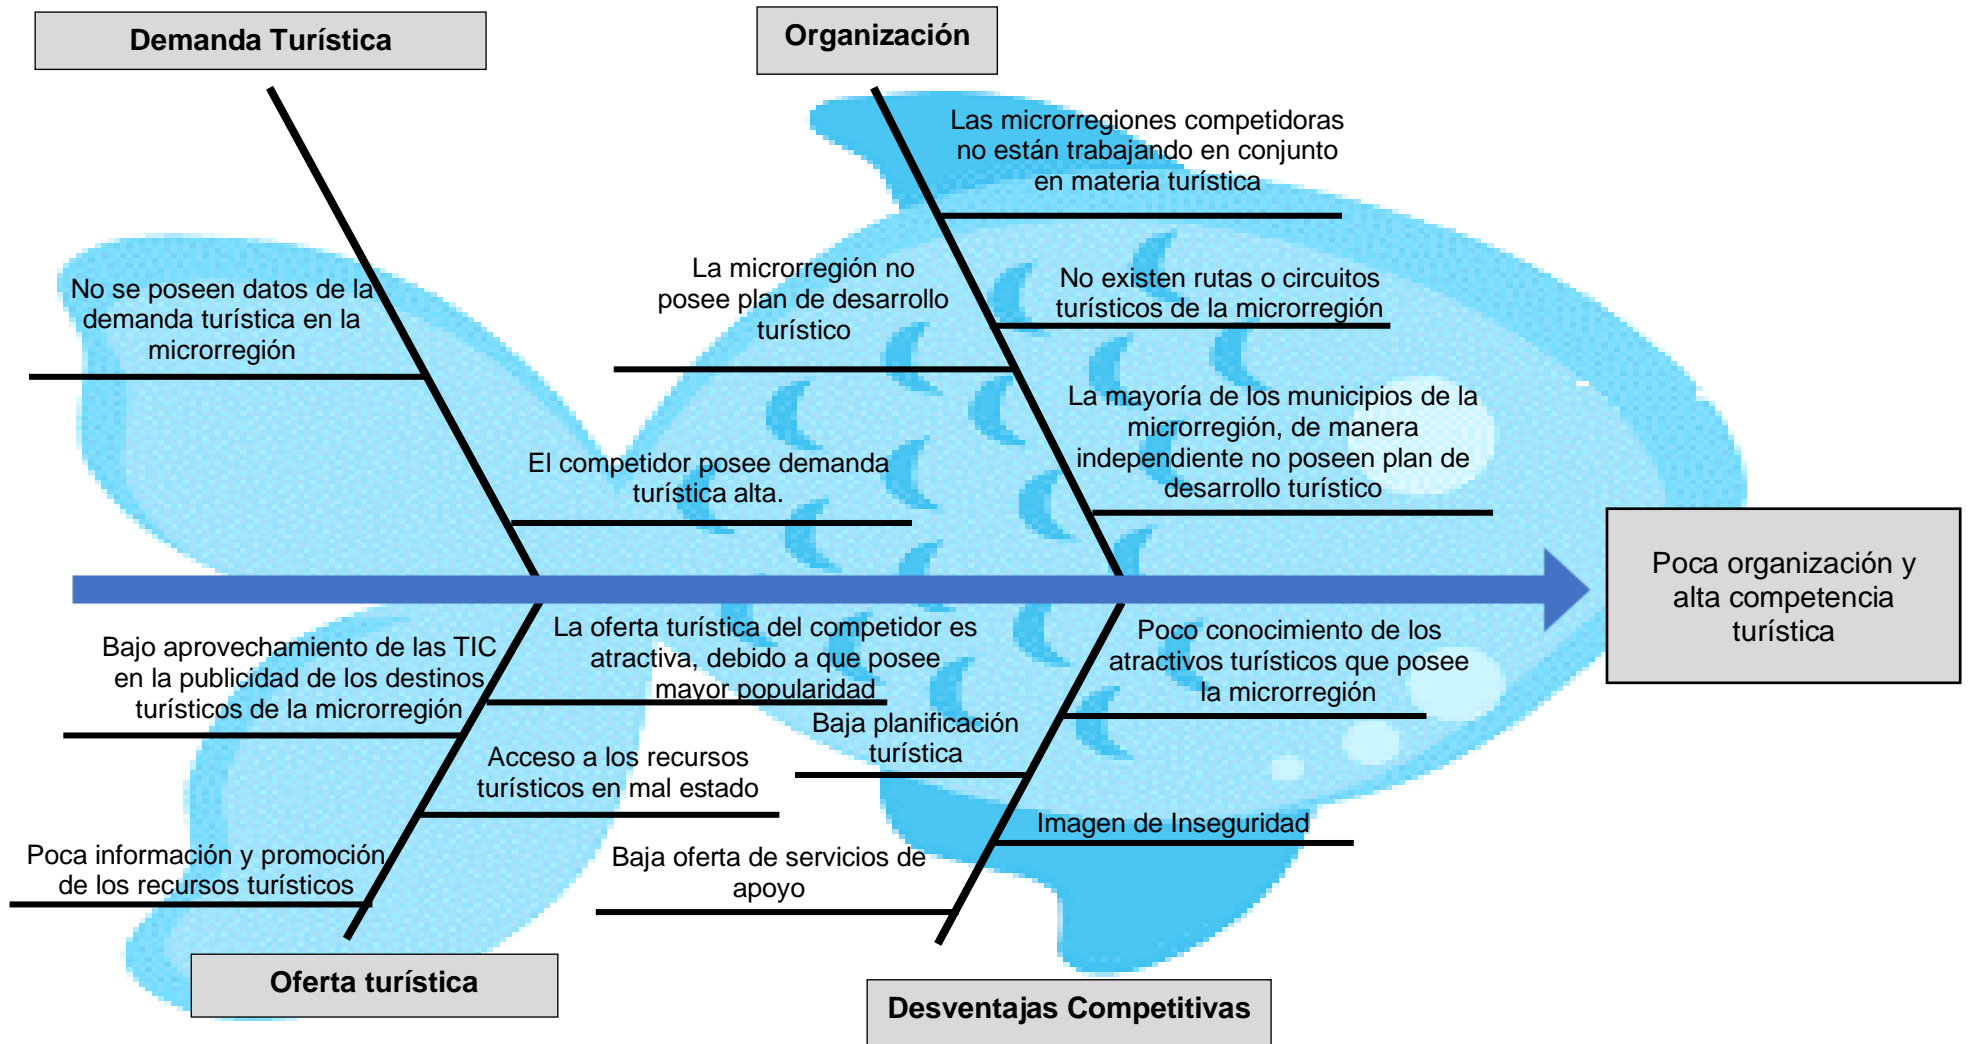 Demanda Turística
Organización
Las microrregiones competidoras
no están trabajando en conjunto
en materia turística
La microrregión no
posee plan de desarrollo
turístico
No existen rutas o circuitos
turísticos de la microrregión
No se poseen datos de la
demanda turística en la
microrregión
La mayoría de los municipios de la
microrregión, de manera
independiente no poseen plan de
desarrollo turístico
El competidor posee demanda
turística alta.
Poca organización y
alta competencia
turística
Bajo aprovechamiento de las TIC
en la publicidad de los destinos
turísticos de la microrregión
La oferta turística del competidor es
atractiva, debido a que posee
mayor popularidad
Poco conocimiento de los
atractivos turísticos que posee
la microrregión
Baja planificación
turística
Acceso a los recursos
turísticos en mal estado
Imagen de Inseguridad
Poca información y promoción
de los recursos turísticos
Baja oferta de servicios de
apoyo
Oferta turística
Desventajas Competitivas